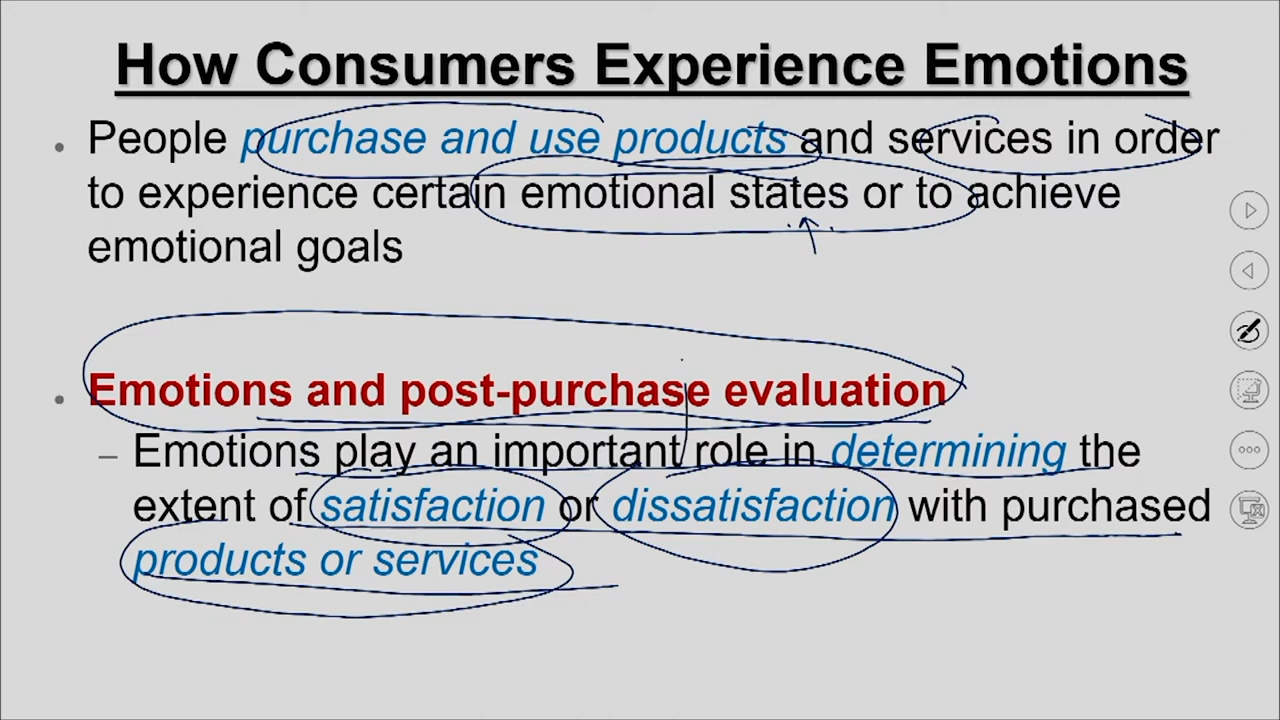 How Consumers Experience Emotions
• People purchase and use products and services in order
to experience certain emotional states or to achieve
emotional goals
• Emotions and post-purchase evaluation
– Emotions play an important role in determining the
extent of satisfaction or dissatisfaction with purchased
products or services